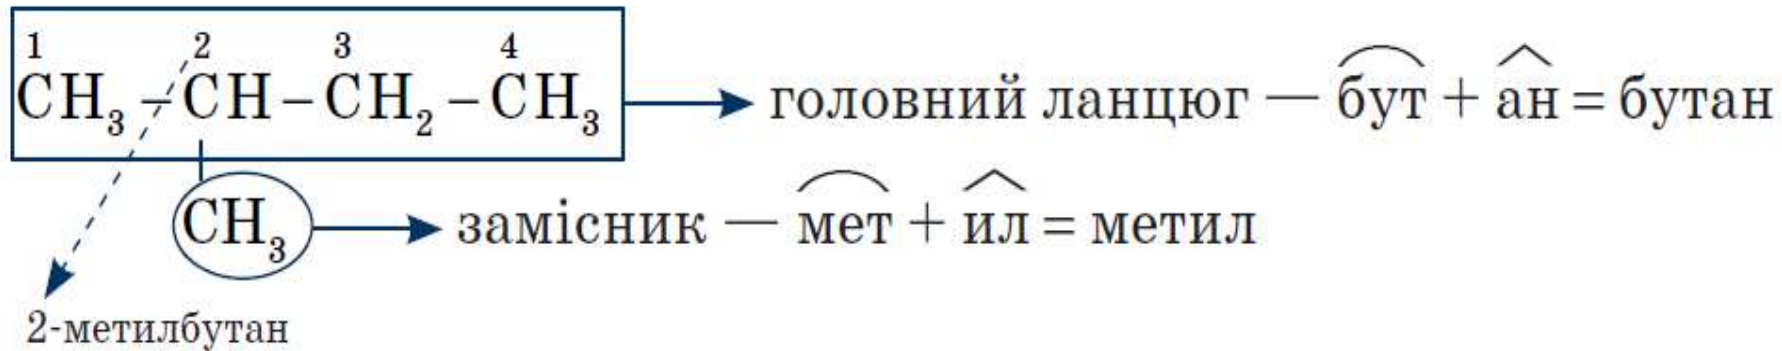 1 2 3 4
CH₃ – CH – CH₂ – CH₃ головний ланцюг — бут + ан = бутан
CH₃ замісник — мет + ил = метил
2-метилбутан